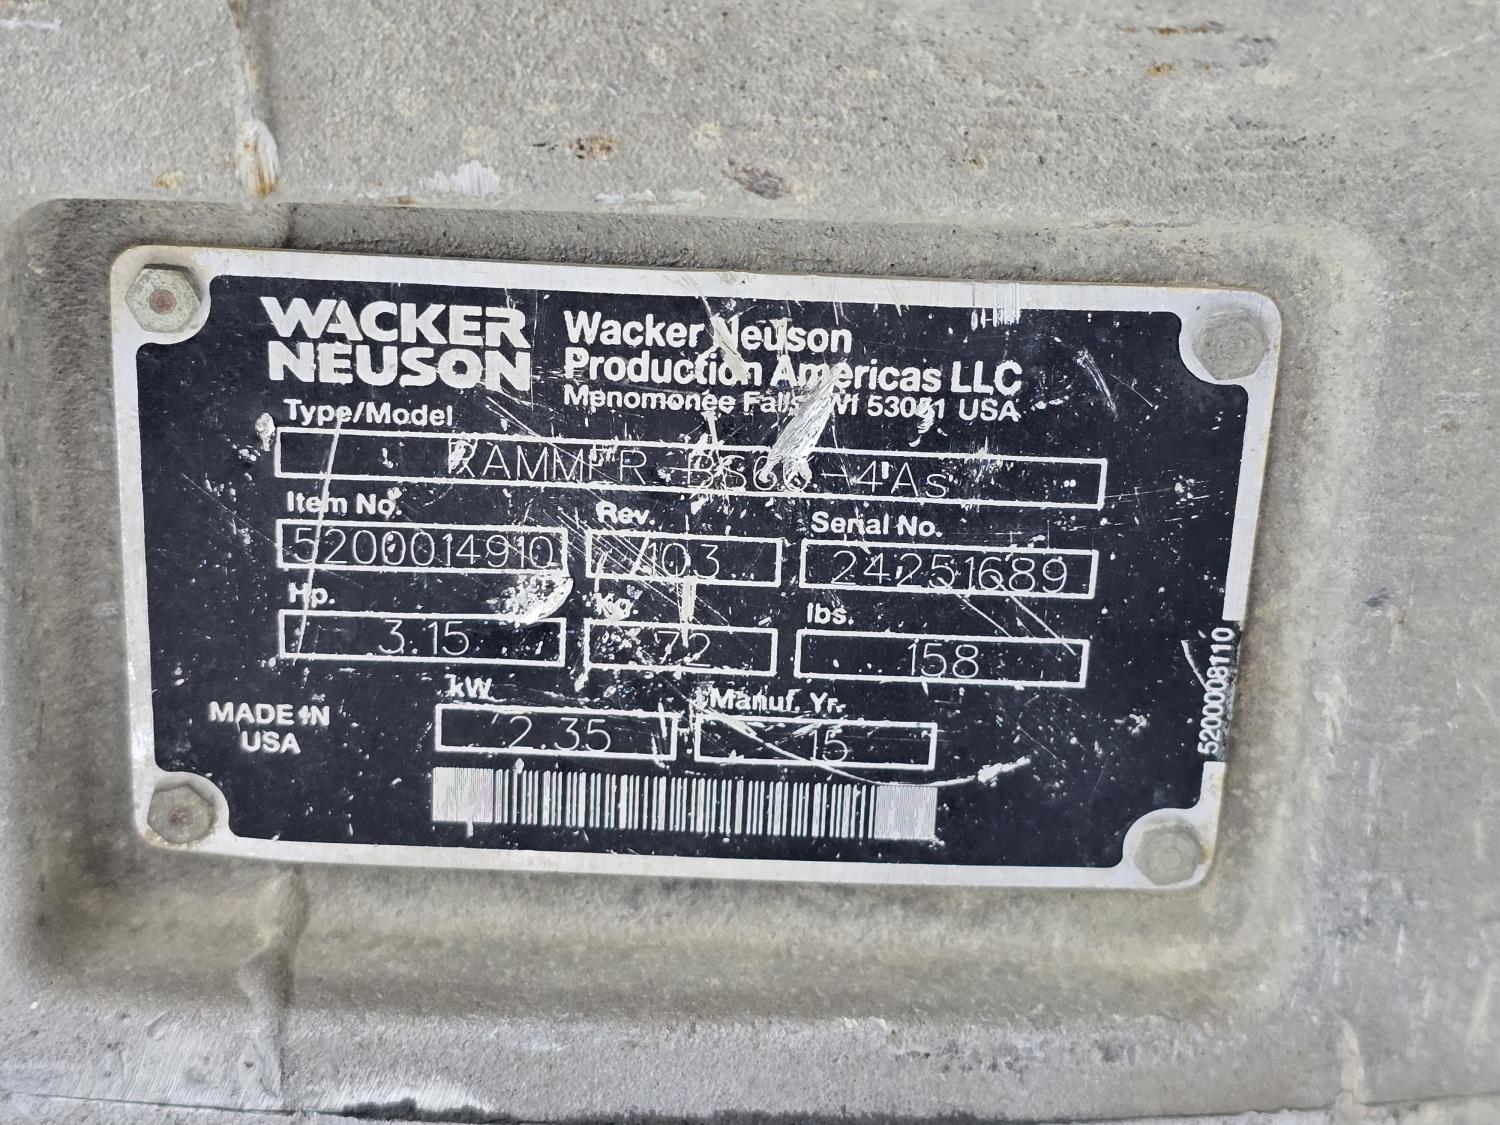 WACKER
NEUSON
Wacker Neuson
Production Americas LLC
Menomonee Falls, WI 53051 USA
Type/Model
RAMMER BS60-4As
Item No.
Rev.
Serial No.
5200014910
103
24251689
Hp.
Kg.
lbs.
3.15
72
158
kW
Manuf. Yr.
2.35
15
MADE IN
USA
5200008110